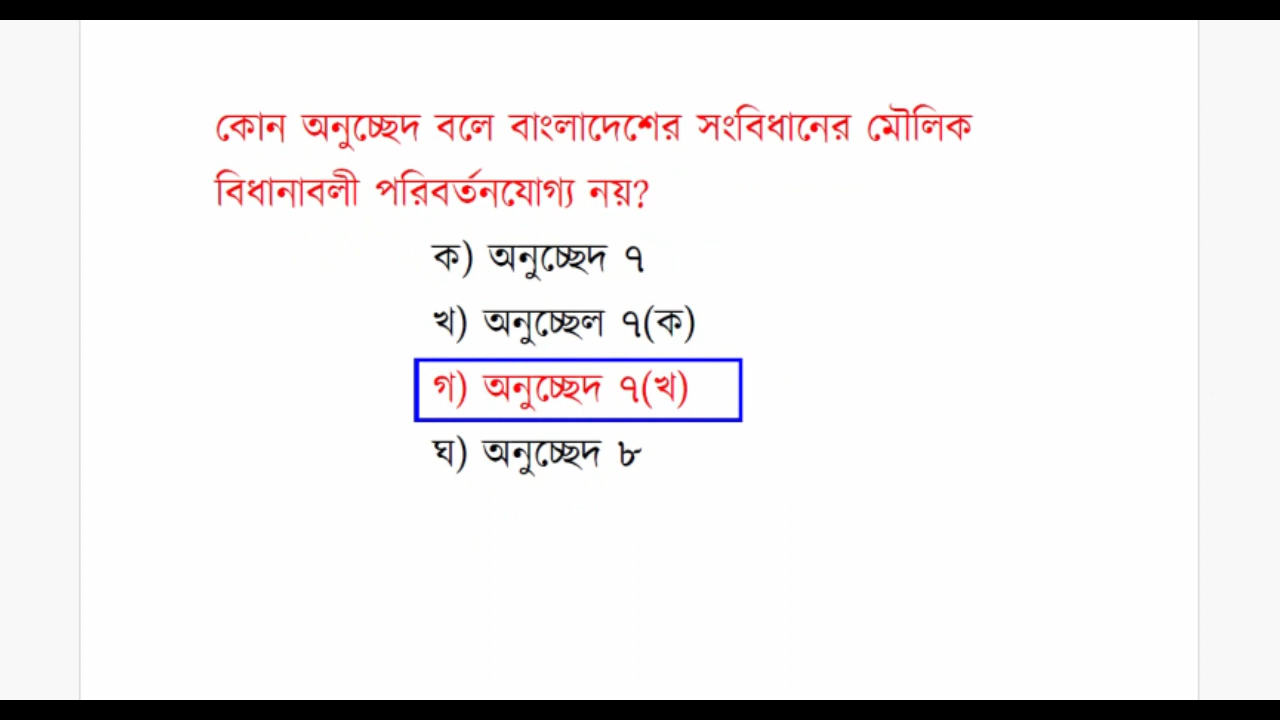 কোন অনুচ্ছেদ বলে বাংলাদেশের সংবিধানের মৌলিক
বিধানাবলী পরিবর্তনযোগ্য নয়?
ক) অনুচ্ছেদ ৭
খ) অনুচ্ছেল ৭(ক)
গ) অনুচ্ছেদ ৭(খ)
ঘ) অনুচ্ছেদ ৮